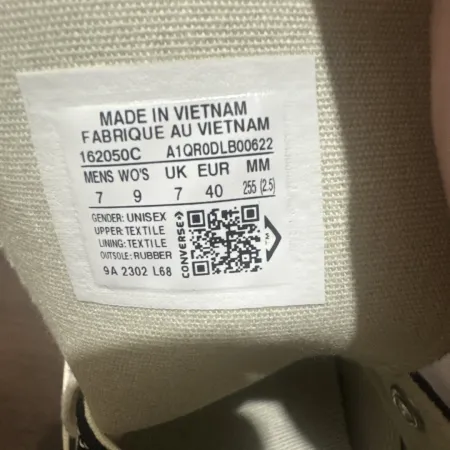 MADE IN VIETNAM
FABRIQUE AU VIETNAM
162050C A1QR0DLB00622
MENS WO'S UK EUR MM
7 9 7 40 255 (2.5)
GENDER: UNISEX
UPPER: TEXTILE
LINING: TEXTILE
OUTSOLE: RUBBER
9A 2302 L68
CONVERSE